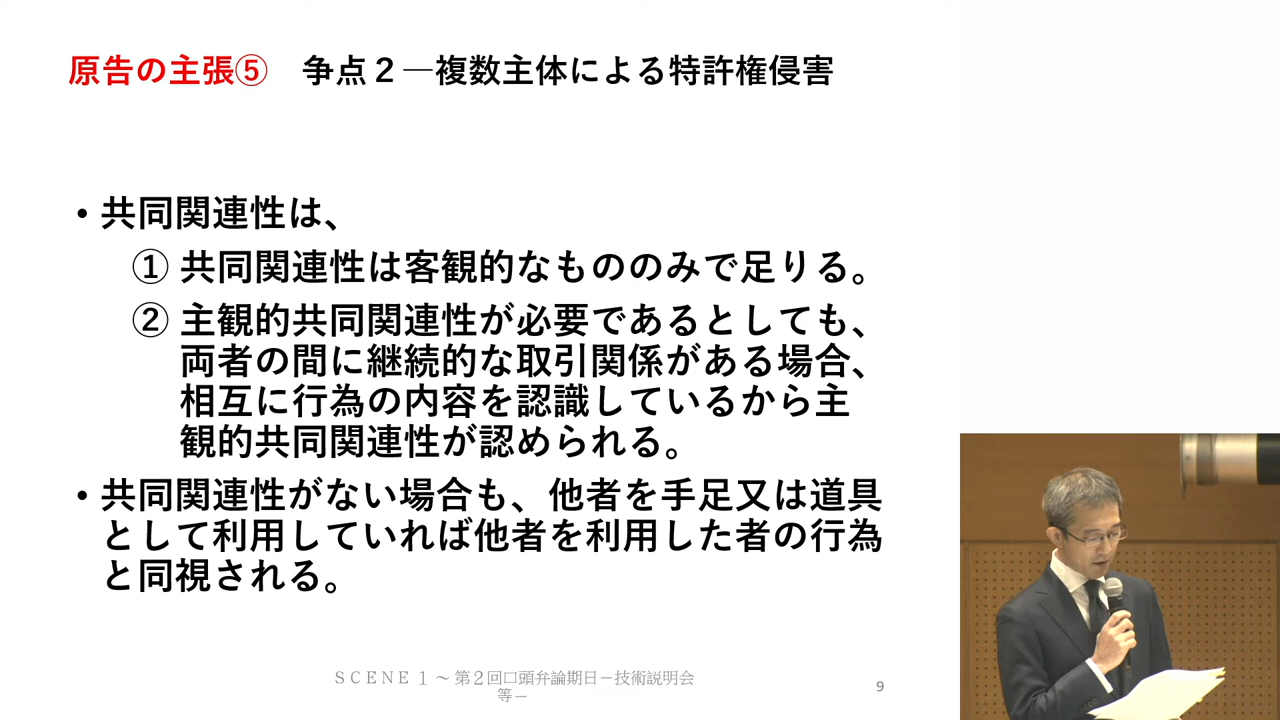 原告の主張⑤　争点２―複数主体による特許権侵害
• 共同関連性は、
① 共同関連性は客観的なもののみで足りる。
② 主観的共同関連性が必要であるとしても、
両者の間に継続的な取引関係がある場合、
相互に行為の内容を認識しているから主
観的共同関連性が認められる。
• 共同関連性がない場合も、他者を手足又は道具
として利用していれば他者を利用した者の行為
と同視される。
ＳＣＥＮＥ１～第２回口頭弁論期日－技術説明会
等－
9